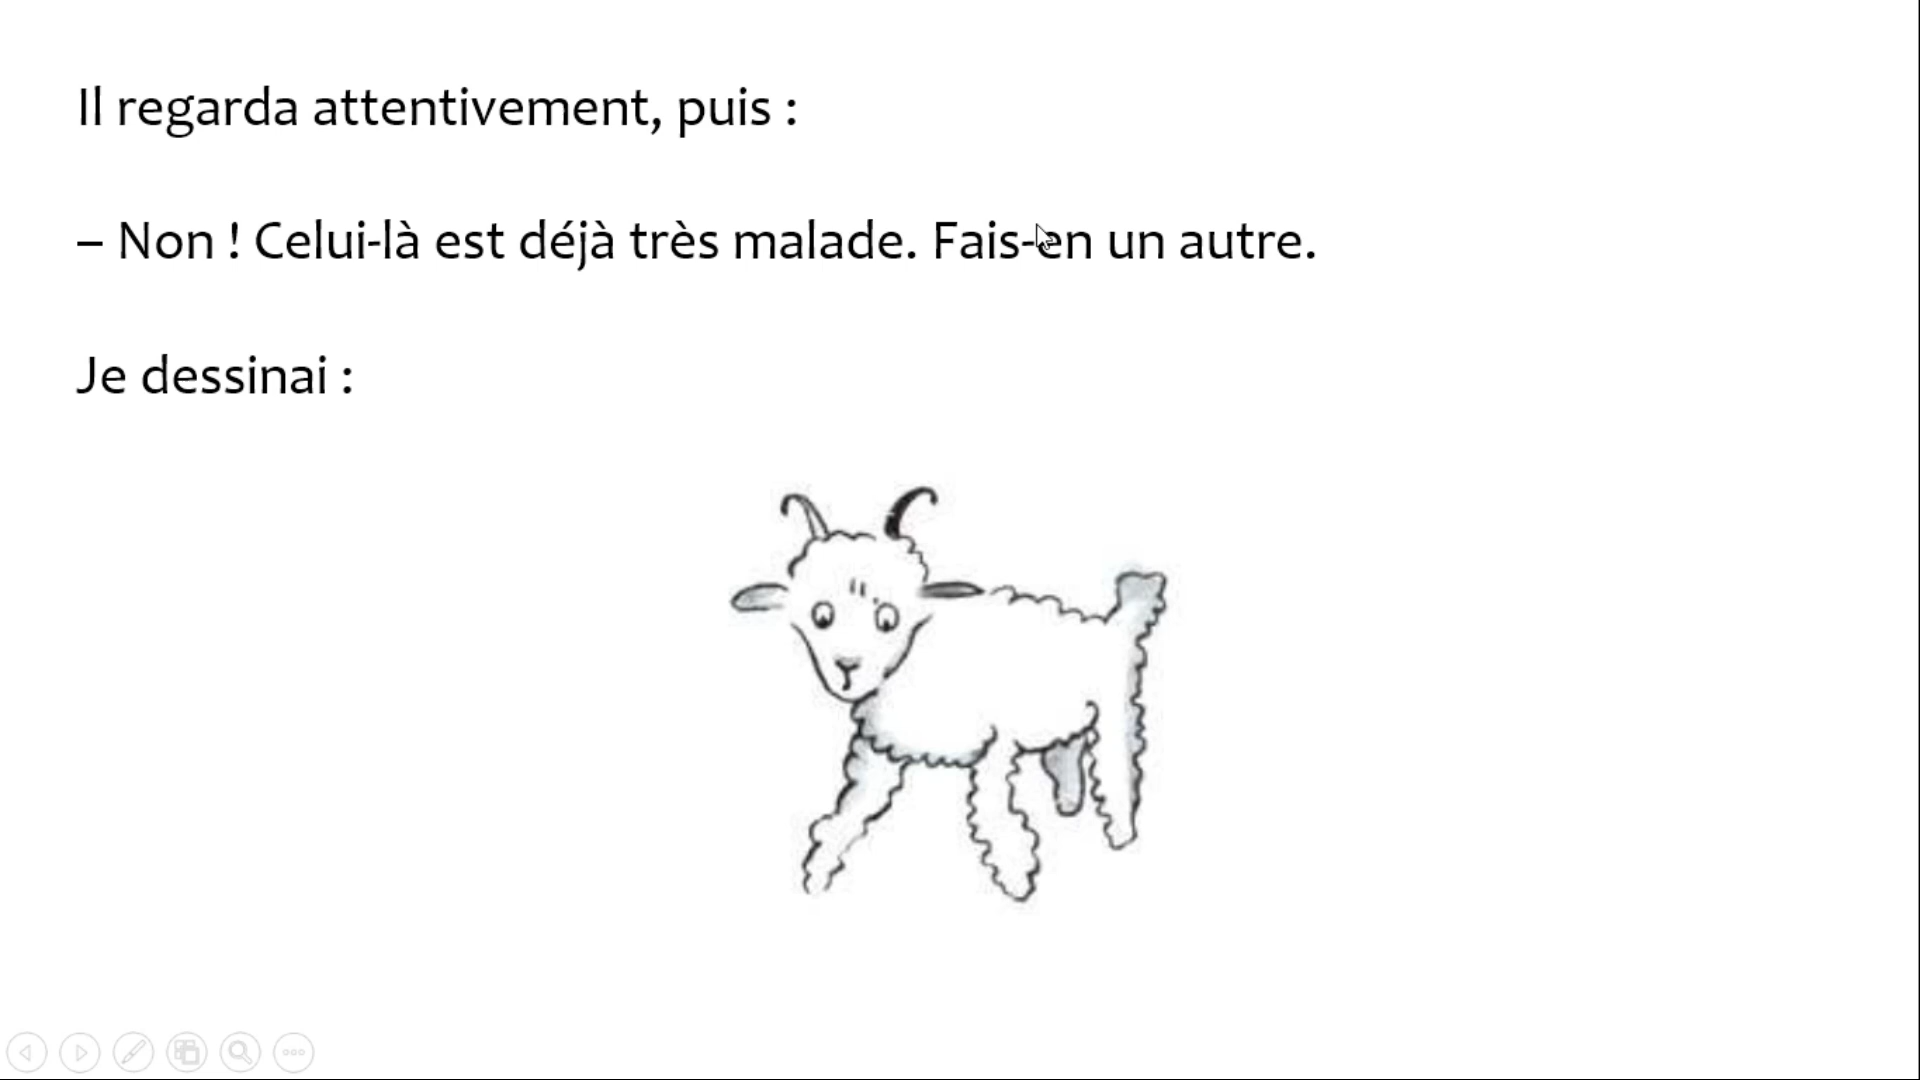 Il regarda attentivement, puis :
– Non ! Celui-là est déjà très malade. Fais-en un autre.
Je dessinai :